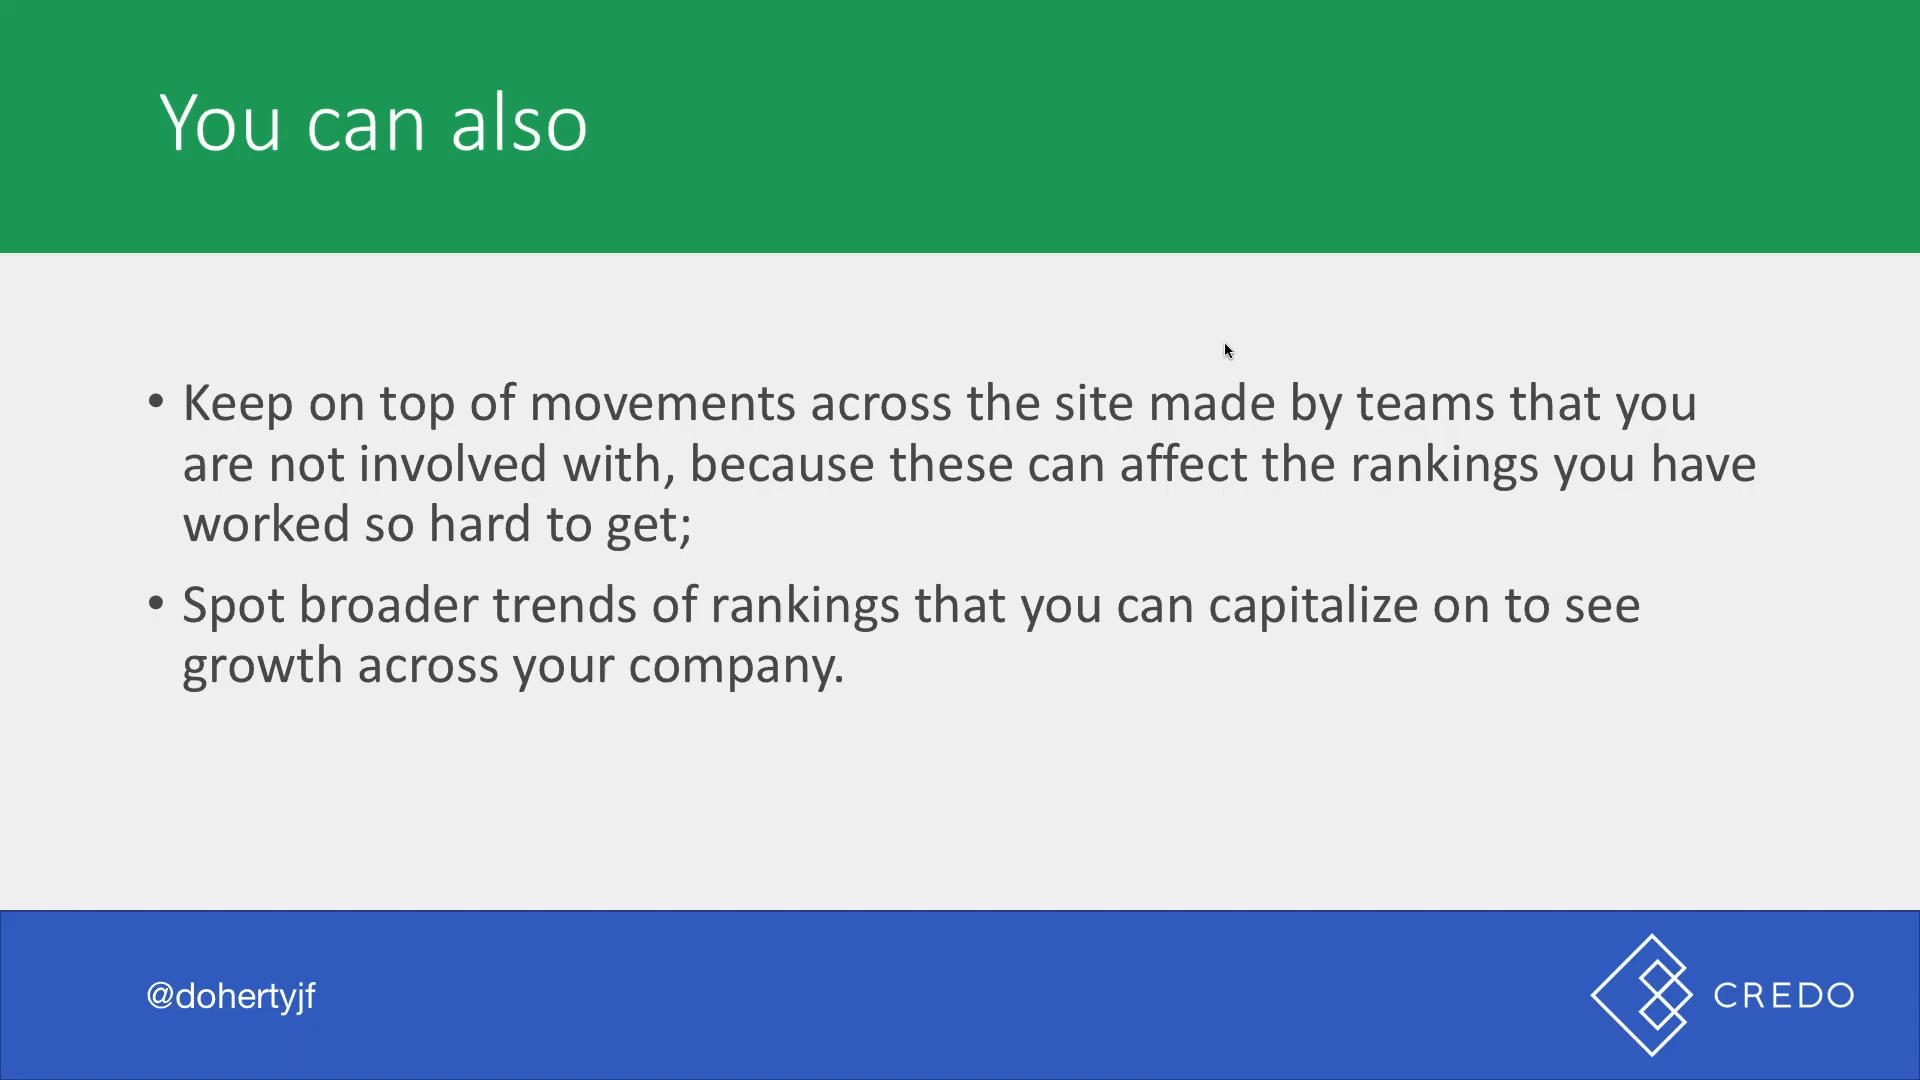 You can also
• Keep on top of movements across the site made by teams that you
are not involved with, because these can affect the rankings you have
worked so hard to get;
• Spot broader trends of rankings that you can capitalize on to see
growth across your company.
@dohertyjf
CREDO